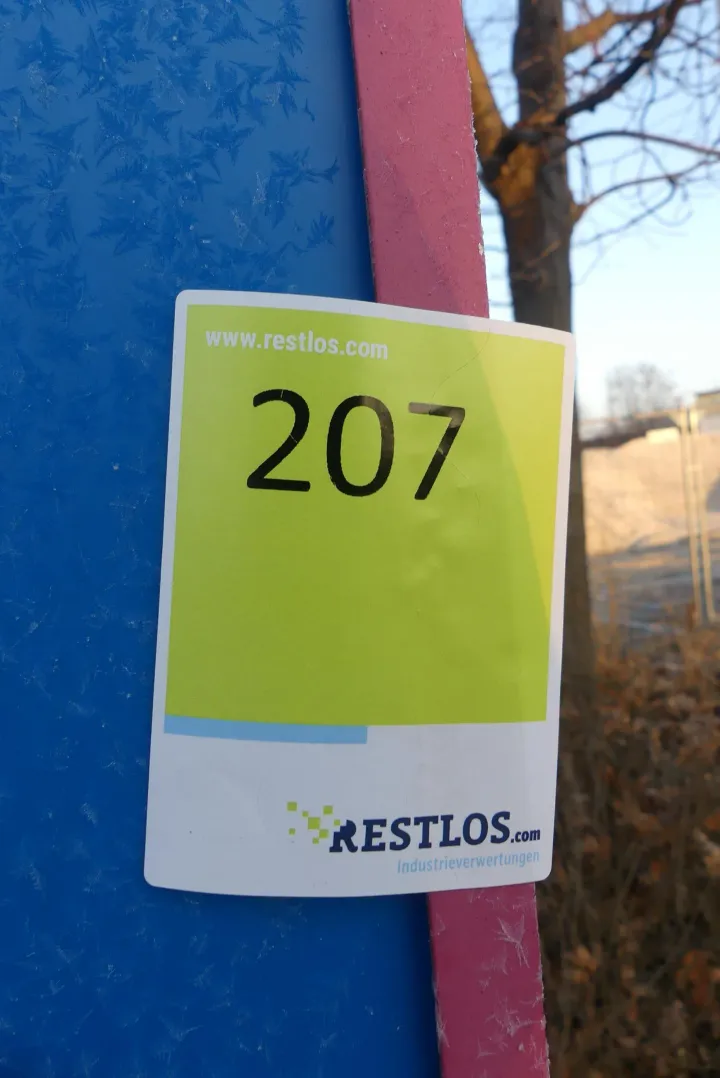 www.restlos.com
207
RESTLOS.com
Industrieverwertungen